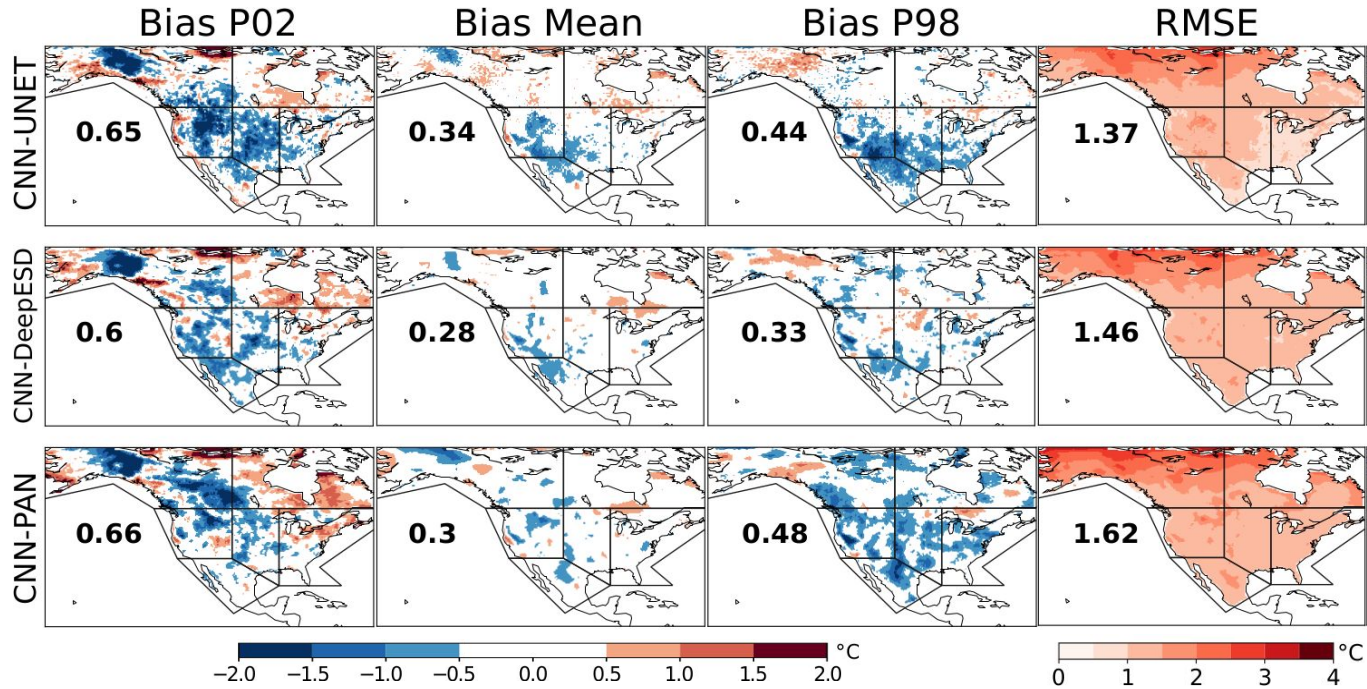 Bias P02 Bias Mean Bias P98 RMSE
CNN-UNET
0.65 0.34 0.44 1.37
CNN-DeepESD
0.6 0.28 0.33 1.46
CNN-PAN
0.66 0.3 0.48 1.62
−2.0 −1.5 −1.0 −0.5 0.0 0.5 1.0 1.5 2.0 °C
0 1 2 3 4 °C